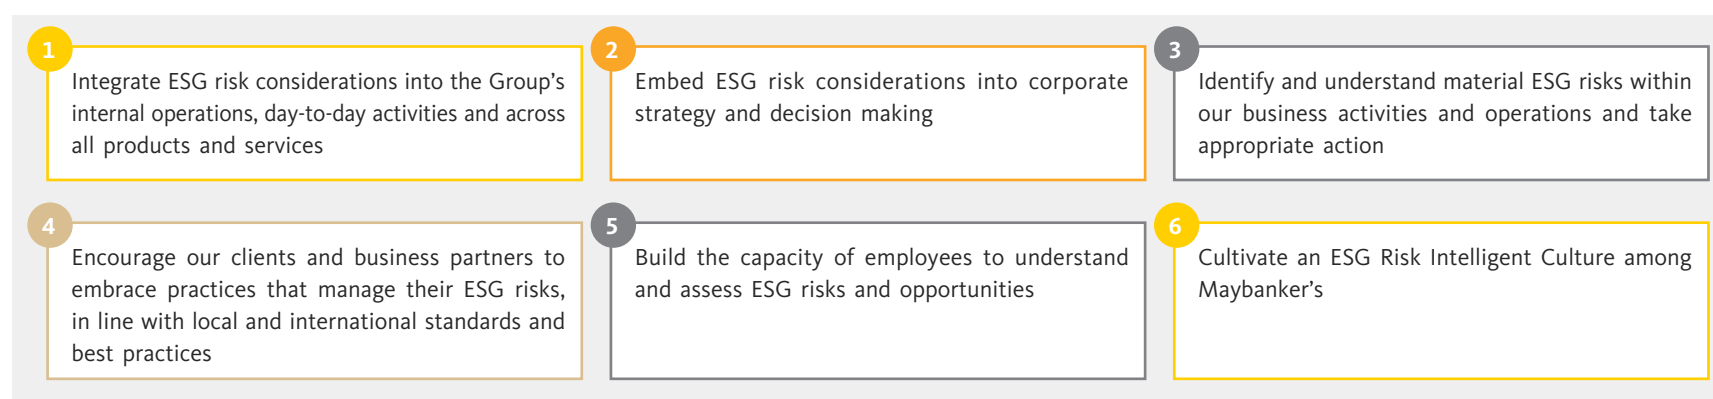 1
Integrate ESG risk considerations into the Group’s
internal operations, day-to-day activities and across
all products and services
2
Embed ESG risk considerations into corporate
strategy and decision making
3
Identify and understand material ESG risks within
our business activities and operations and take
appropriate action
4
Encourage our clients and business partners to
embrace practices that manage their ESG risks,
in line with local and international standards and
best practices
5
Build the capacity of employees to understand
and assess ESG risks and opportunities
6
Cultivate an ESG Risk Intelligent Culture among
Maybanker’s